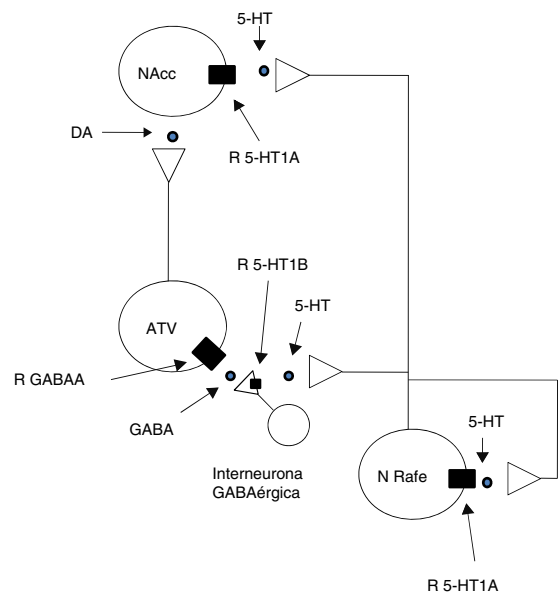 5-HT
NAcc
DA
R 5-HT1A
R 5-HT1B
5-HT
ATV
R GABAA
GABA
5-HT
N Rafe
Interneurona
GABAérgica
R 5-HT1A